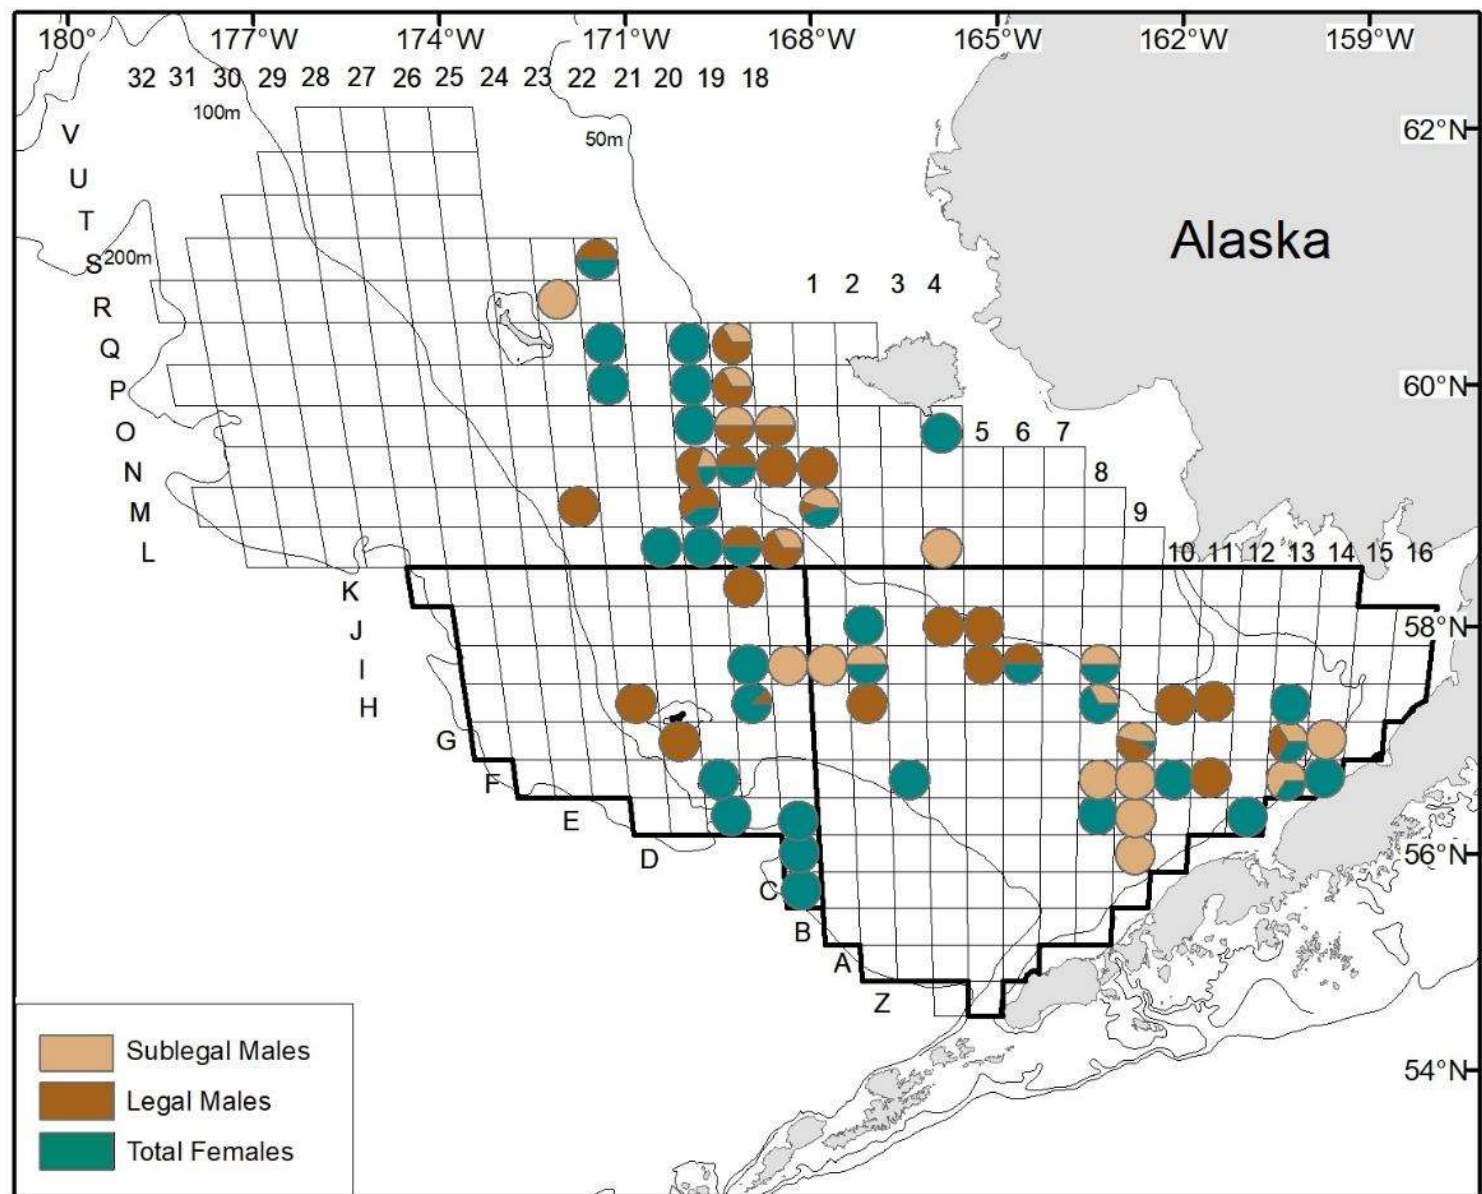 180° 177°W 174°W 171°W 168°W 165°W 162°W 159°W
32 31 30 29 28 27 26 25 24 23 22 21 20 19 18
100m
V
62°N
50m
U
Alaska
T
200m
S
1 2 3 4
R
Q
P
60°N
O
5 6 7
N
8
M
9
L
10 11 12 13 14 15 16
K
58°N
J
I
H
G
F
E
D
56°N
C
B
A
Z
Sublegal Males
54°N
Legal Males
Total Females